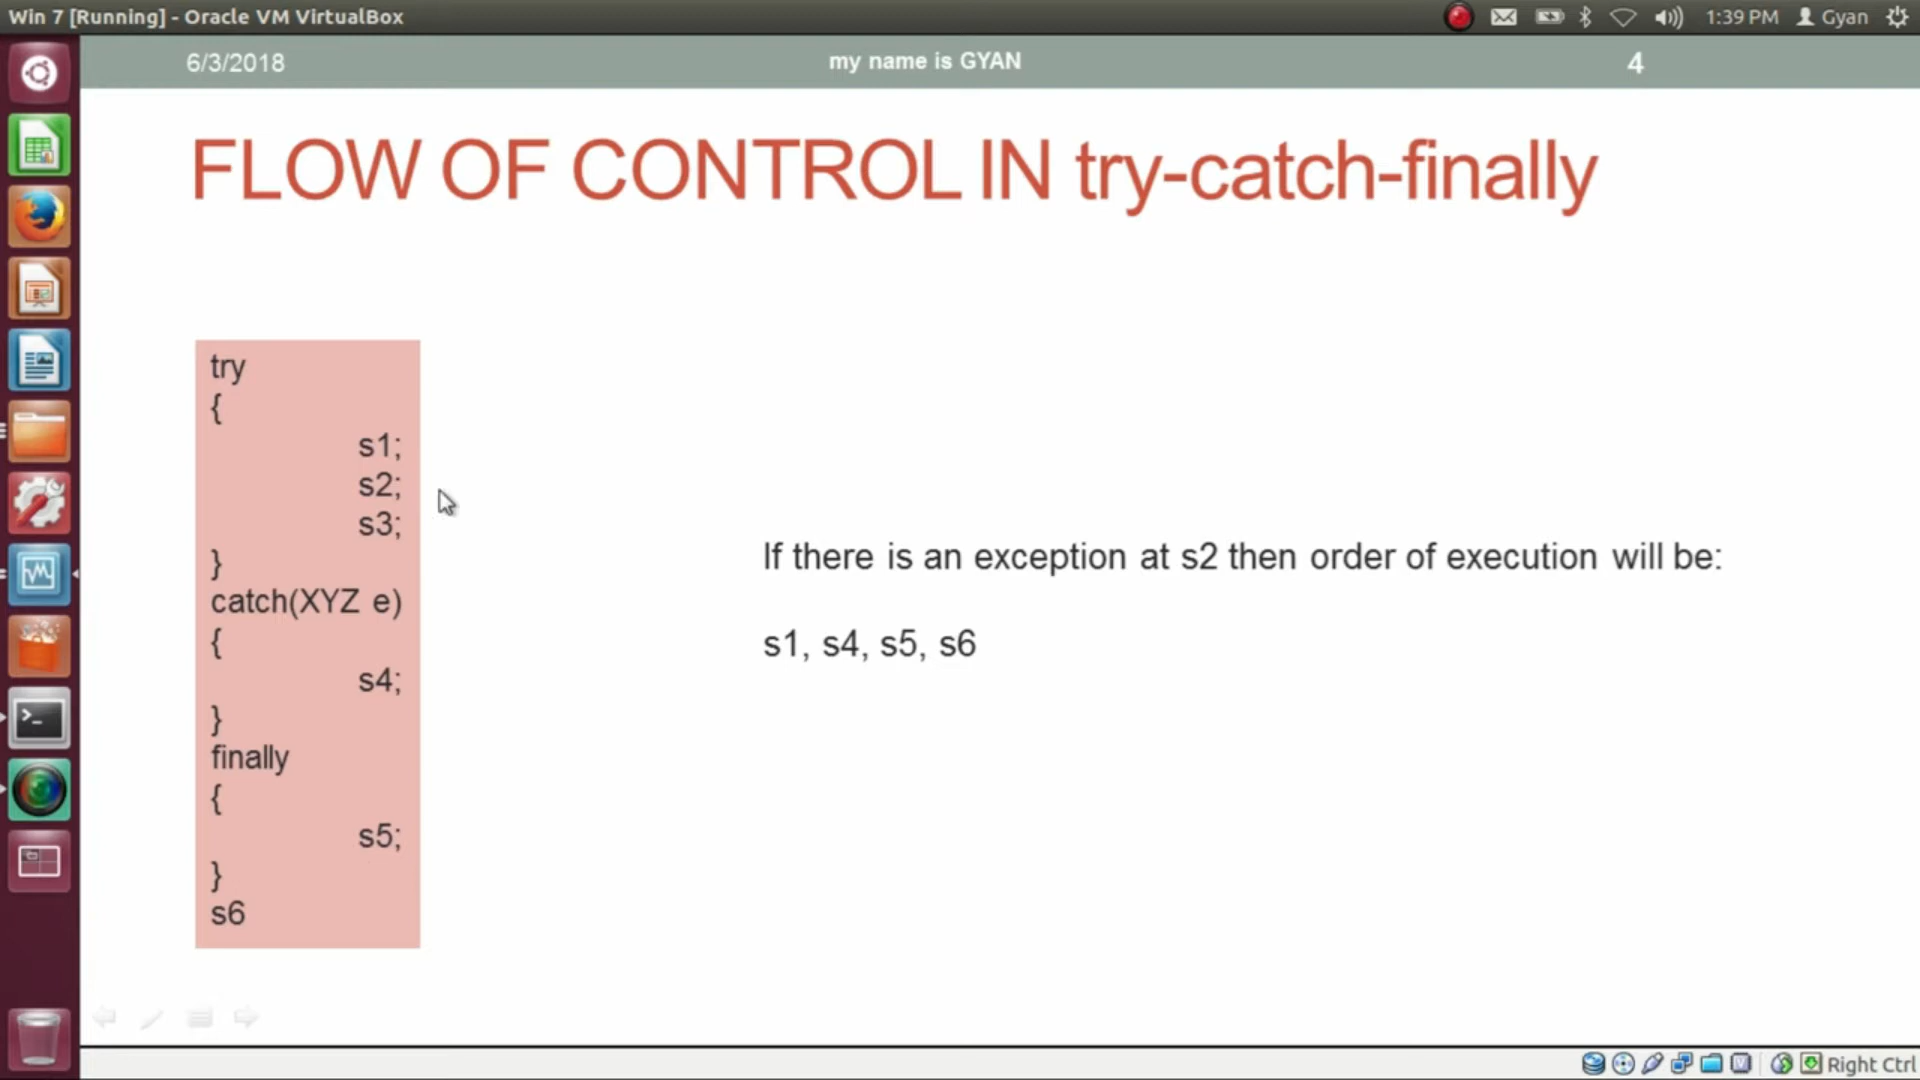 Win 7 [Running] - Oracle VM VirtualBox
1:39 PM Gyan
6/3/2018
my name is GYAN
4
FLOW OF CONTROL IN try-catch-finally
try
{
s1;
s2;
s3;
}
catch(XYZ e)
{
s4;
}
finally
{
s5;
}
s6
If there is an exception at s2 then order of execution will be:
s1, s4, s5, s6
Right Ctrl